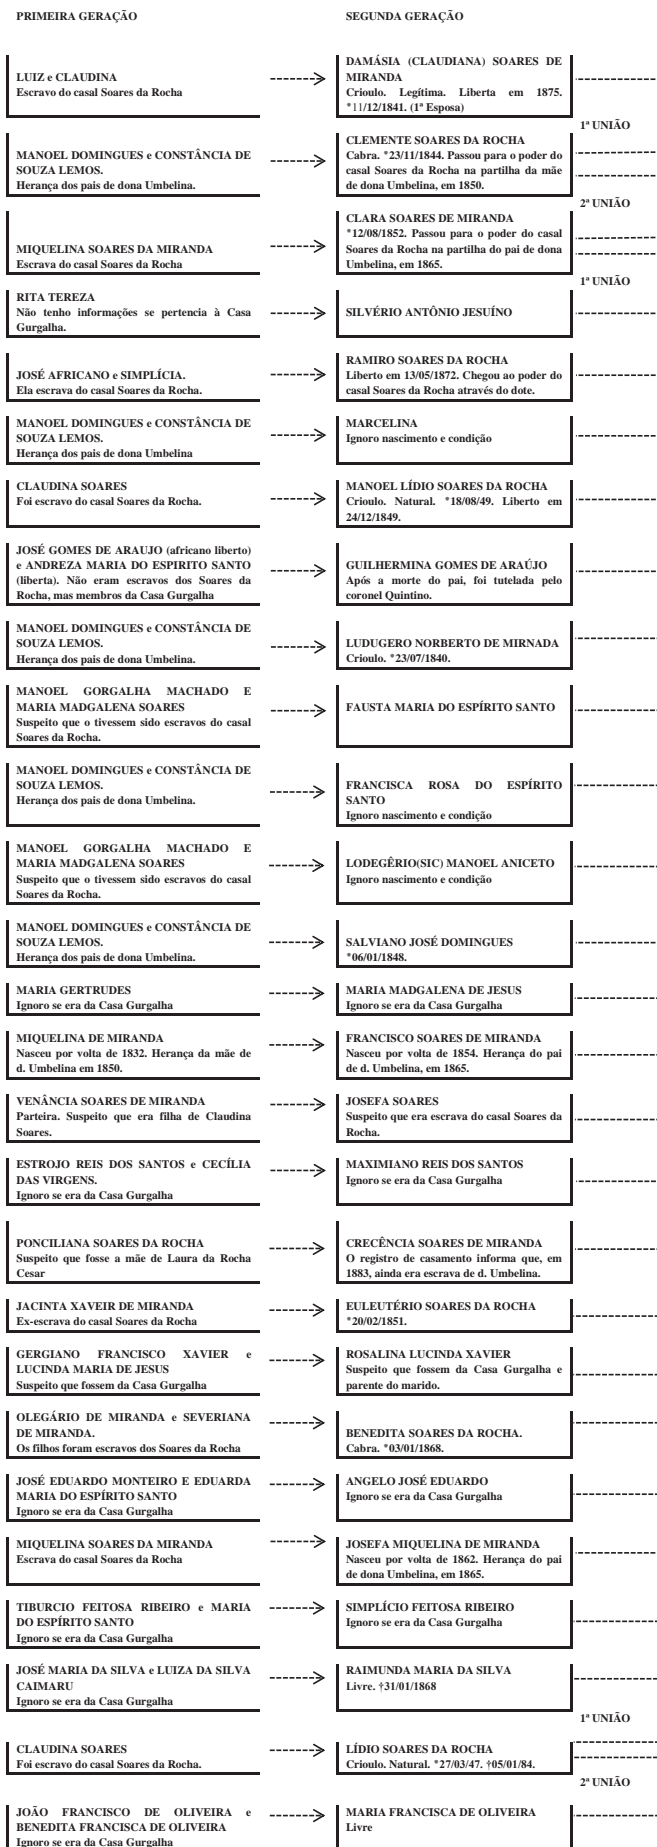 PRIMEIRA GERAÇÃO
SEGUNDA GERAÇÃO
LUIZ e CLAUDINA
Escravo do casal Soares da Rocha
DAMÁSIA (CLAUDIANA) SOARES DE
MIRANDA
Crioulo. Legítima. Liberta em 1875.
*11/12/1841. (1ª Esposa)
1ª UNIÃO
MANOEL DOMINGUES e CONSTÂNCIA DE
SOUZA LEMOS.
Herança dos pais de dona Umbelina.
CLEMENTE SOARES DA ROCHA
Cabra. *23/11/1844. Passou para o poder do
casal Soares da Rocha na partilha da mãe
de dona Umbelina, em 1850.
2ª UNIÃO
MIQUELINA SOARES DA MIRANDA
Escrava do casal Soares da Rocha
CLARA SOARES DE MIRANDA
*12/08/1852. Passou para o poder do casal
Soares da Rocha na partilha do pai de dona
Umbelina, em 1865.
1ª UNIÃO
RITA TEREZA
Não tenho informações se pertencia à Casa
Gurgalha.
SILVÉRIO ANTÔNIO JESUÍNO
JOSÉ AFRICANO e SIMPLÍCIA.
Ela escrava do casal Soares da Rocha.
RAMIRO SOARES DA ROCHA
Liberto em 13/05/1872. Chegou ao poder do
casal Soares da Rocha através do dote.
MANOEL DOMINGUES e CONSTÂNCIA DE
SOUZA LEMOS.
Herança dos pais de dona Umbelina
MARCELINA
Ignoro nascimento e condição
CLAUDINA SOARES
Foi escravo do casal Soares da Rocha.
MANOEL LÍDIO SOARES DA ROCHA
Crioulo. Natural. *18/08/49. Liberto em
24/12/1849.
JOSÉ GOMES DE ARAUJO (africano liberto)
e ANDREZA MARIA DO ESPIRITO SANTO
(liberta). Não eram escravos dos Soares da
Rocha, mas membros da Casa Gurgalha
GUILHERMINA GOMES DE ARAÚJO
Após a morte do pai, foi tutelada pelo
coronel Quintino.
MANOEL DOMINGUES e CONSTÂNCIA DE
SOUZA LEMOS.
Herança dos pais de dona Umbelina.
LUDUGERO NORBERTO DE MIRNADA
Crioulo. *23/07/1840.
MANOEL GORGALHA MACHADO E
MARIA MADGALENA SOARES
Suspeito que o tivessem sido escravos do casal
Soares da Rocha.
FAUSTA MARIA DO ESPÍRITO SANTO
MANOEL DOMINGUES e CONSTÂNCIA DE
SOUZA LEMOS.
Herança dos pais de dona Umbelina.
FRANCISCA ROSA DO ESPÍRITO
SANTO
Ignoro nascimento e condição
MANOEL GORGALHA MACHADO E
MARIA MADGALENA SOARES
Suspeito que o tivessem sido escravos do casal
Soares da Rocha.
LODEGÊRIO(SIC) MANOEL ANICETO
Ignoro nascimento e condição
MANOEL DOMINGUES e CONSTÂNCIA DE
SOUZA LEMOS.
Herança dos pais de dona Umbelina.
SALVIANO JOSÉ DOMINGUES
*06/01/1848.
MARIA GERTRUDES
Ignoro se era da Casa Gurgalha
MARIA MADGALENA DE JESUS
Ignoro se era da Casa Gurgalha
MIQUELINA DE MIRANDA
Nasceu por volta de 1832. Herança da mãe de
d. Umbelina em 1850.
FRANCISCO SOARES DE MIRANDA
Nasceu por volta de 1854. Herança do pai
de d. Umbelina, em 1865.
VENÂNCIA SOARES DE MIRANDA
Parteira. Suspeito que era filha de Claudina
Soares.
JOSEFA SOARES
Suspeito que era escrava do casal Soares da
Rocha.
ESTROJO REIS DOS SANTOS e CECÍLIA
DAS VIRGENS.
Ignoro se era da Casa Gurgalha
MAXIMIANO REIS DOS SANTOS
Ignoro se era da Casa Gurgalha
PONCILIANA SOARES DA ROCHA
Suspeito que fosse a mãe de Laura da Rocha
Cesar
CRECÊNCIA SOARES DE MIRANDA
O registro de casamento informa que, em
1883, ainda era escrava de d. Umbelina.
JACINTA XAVEIR DE MIRANDA
Ex-escrava do casal Soares da Rocha
EULEUTÉRIO SOARES DA ROCHA
*20/02/1851.
GERGIANO FRANCISCO XAVIER e
LUCINDA MARIA DE JESUS
Suspeito que fossem da Casa Gurgalha
ROSALINA LUCINDA XAVIER
Suspeito que fossem da Casa Gurgalha e
parente do marido.
OLEGÁRIO DE MIRANDA e SEVERIANA
DE MIRANDA.
Os filhos foram escravos dos Soares da Rocha
BENEDITA SOARES DA ROCHA.
Cabra. *03/01/1868.
JOSÉ EDUARDO MONTEIRO E EDUARDA
MARIA DO ESPÍRITO SANTO
Ignoro se era da Casa Gurgalha
ANGELO JOSÉ EDUARDO
Ignoro se era da Casa Gurgalha
MIQUELINA SOARES DA MIRANDA
Escrava do casal Soares da Rocha
JOSEFA MIQUELINA DE MIRANDA
Nasceu por volta de 1862. Herança do pai
de dona Umbelina, em 1865.
TIBURCIO FEITOSA RIBEIRO e MARIA
DO ESPÍRITO SANTO
Ignoro se era da Casa Gurgalha
SIMPLÍCIO FEITOSA RIBEIRO
Ignoro se era da Casa Gurgalha
JOSÉ MARIA DA SILVA e LUIZA DA SILVA
CAIMARU
Ignoro se era da Casa Gurgalha
RAIMUNDA MARIA DA SILVA
Livre. †31/01/1868
1ª UNIÃO
CLAUDINA SOARES
Foi escravo do casal Soares da Rocha.
LÍDIO SOARES DA ROCHA
Crioulo. Natural. *27/03/47. †05/01/84.
2ª UNIÃO
JOÃO FRANCISCO DE OLIVEIRA e
BENEDITA FRANCISCA DE OLIVEIRA
Ignoro se era da Casa Gurgalha
MARIA FRANCISCA DE OLIVEIRA
Livre